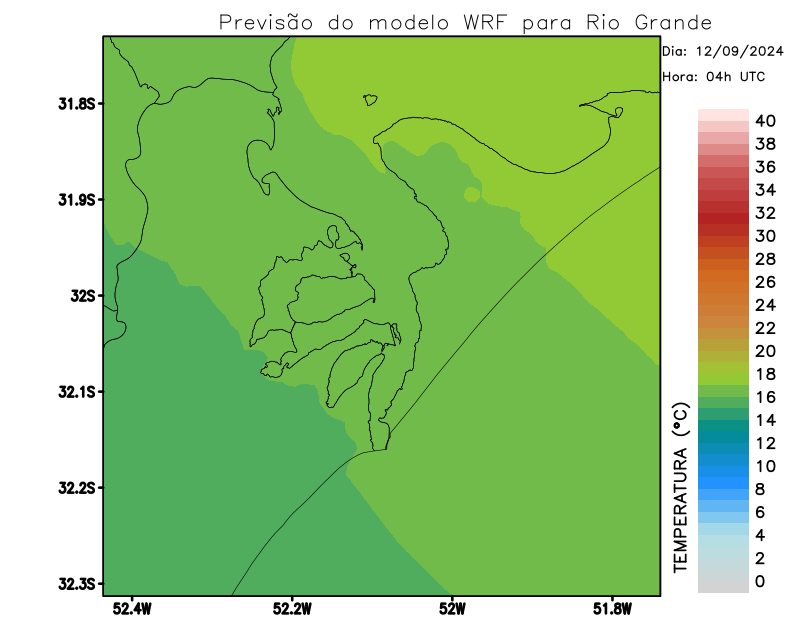 Previsão do modelo WRF para Rio Grande
Dia: 12/09/2024
Hora: 04h UTC
31.8S
31.9S
32S
32.1S
32.2S
32.3S
52.4W
52.2W
52W
51.8W
TEMPERATURA (°C)
40
38
36
34
32
30
28
26
24
22
20
18
16
14
12
10
8
6
4
2
0